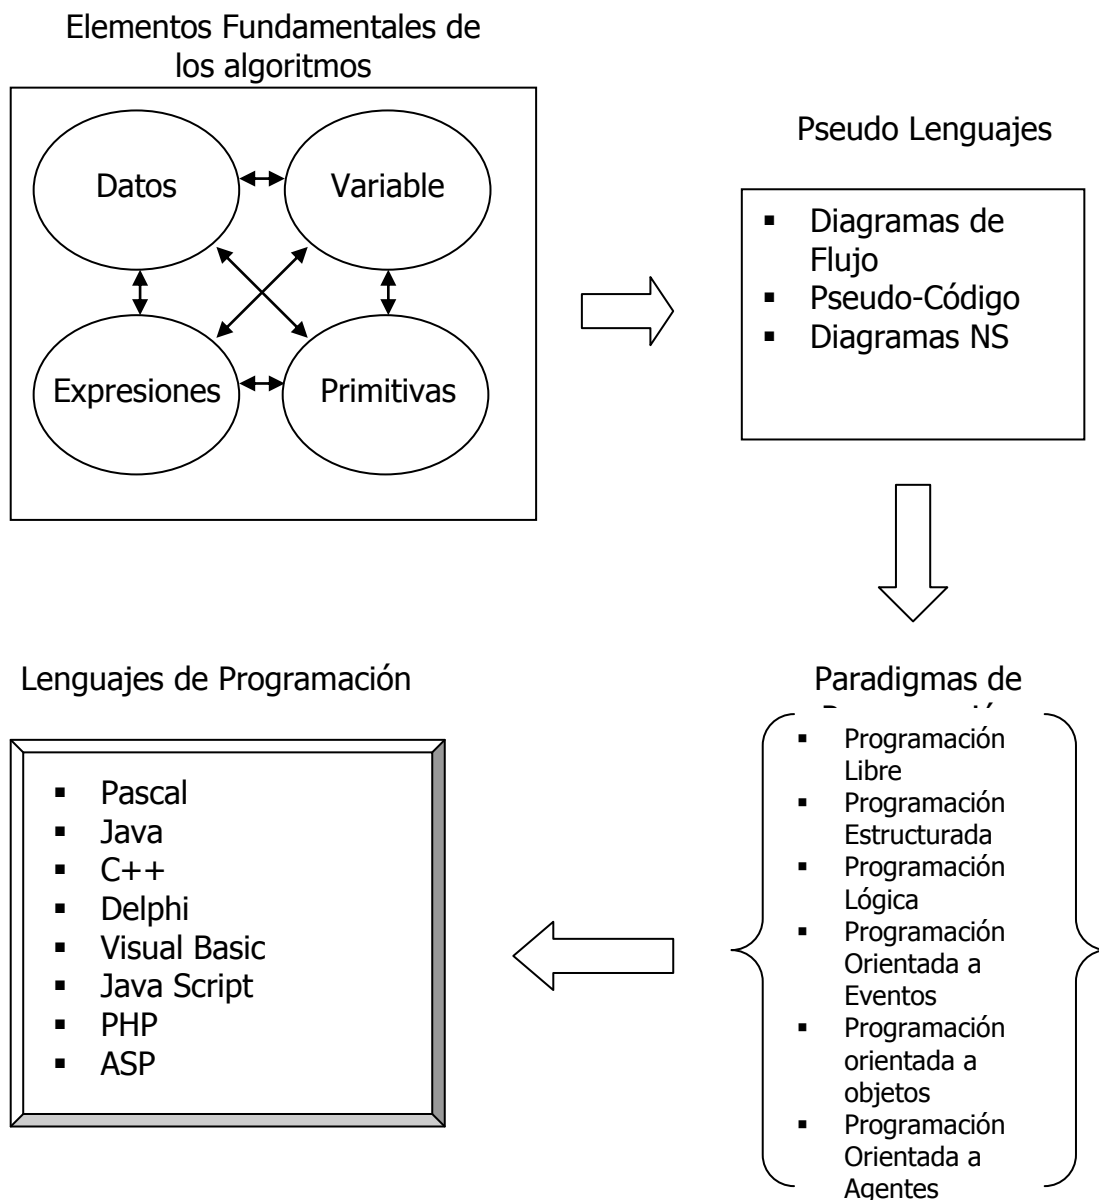 Elementos Fundamentales de
los algoritmos
Datos
Variable
Expresiones
Primitivas
Pseudo Lenguajes
▪ Diagramas de
Flujo
▪ Pseudo-Código
▪ Diagramas NS
Paradigmas de
▪ Programación
Libre
▪ Programación
Estructurada
▪ Programación
Lógica
▪ Programación
Orientada a
Eventos
▪ Programación
orientada a
objetos
▪ Programación
Orientada a
Agentes
Lenguajes de Programación
▪ Pascal
▪ Java
▪ C++
▪ Delphi
▪ Visual Basic
▪ Java Script
▪ PHP
▪ ASP